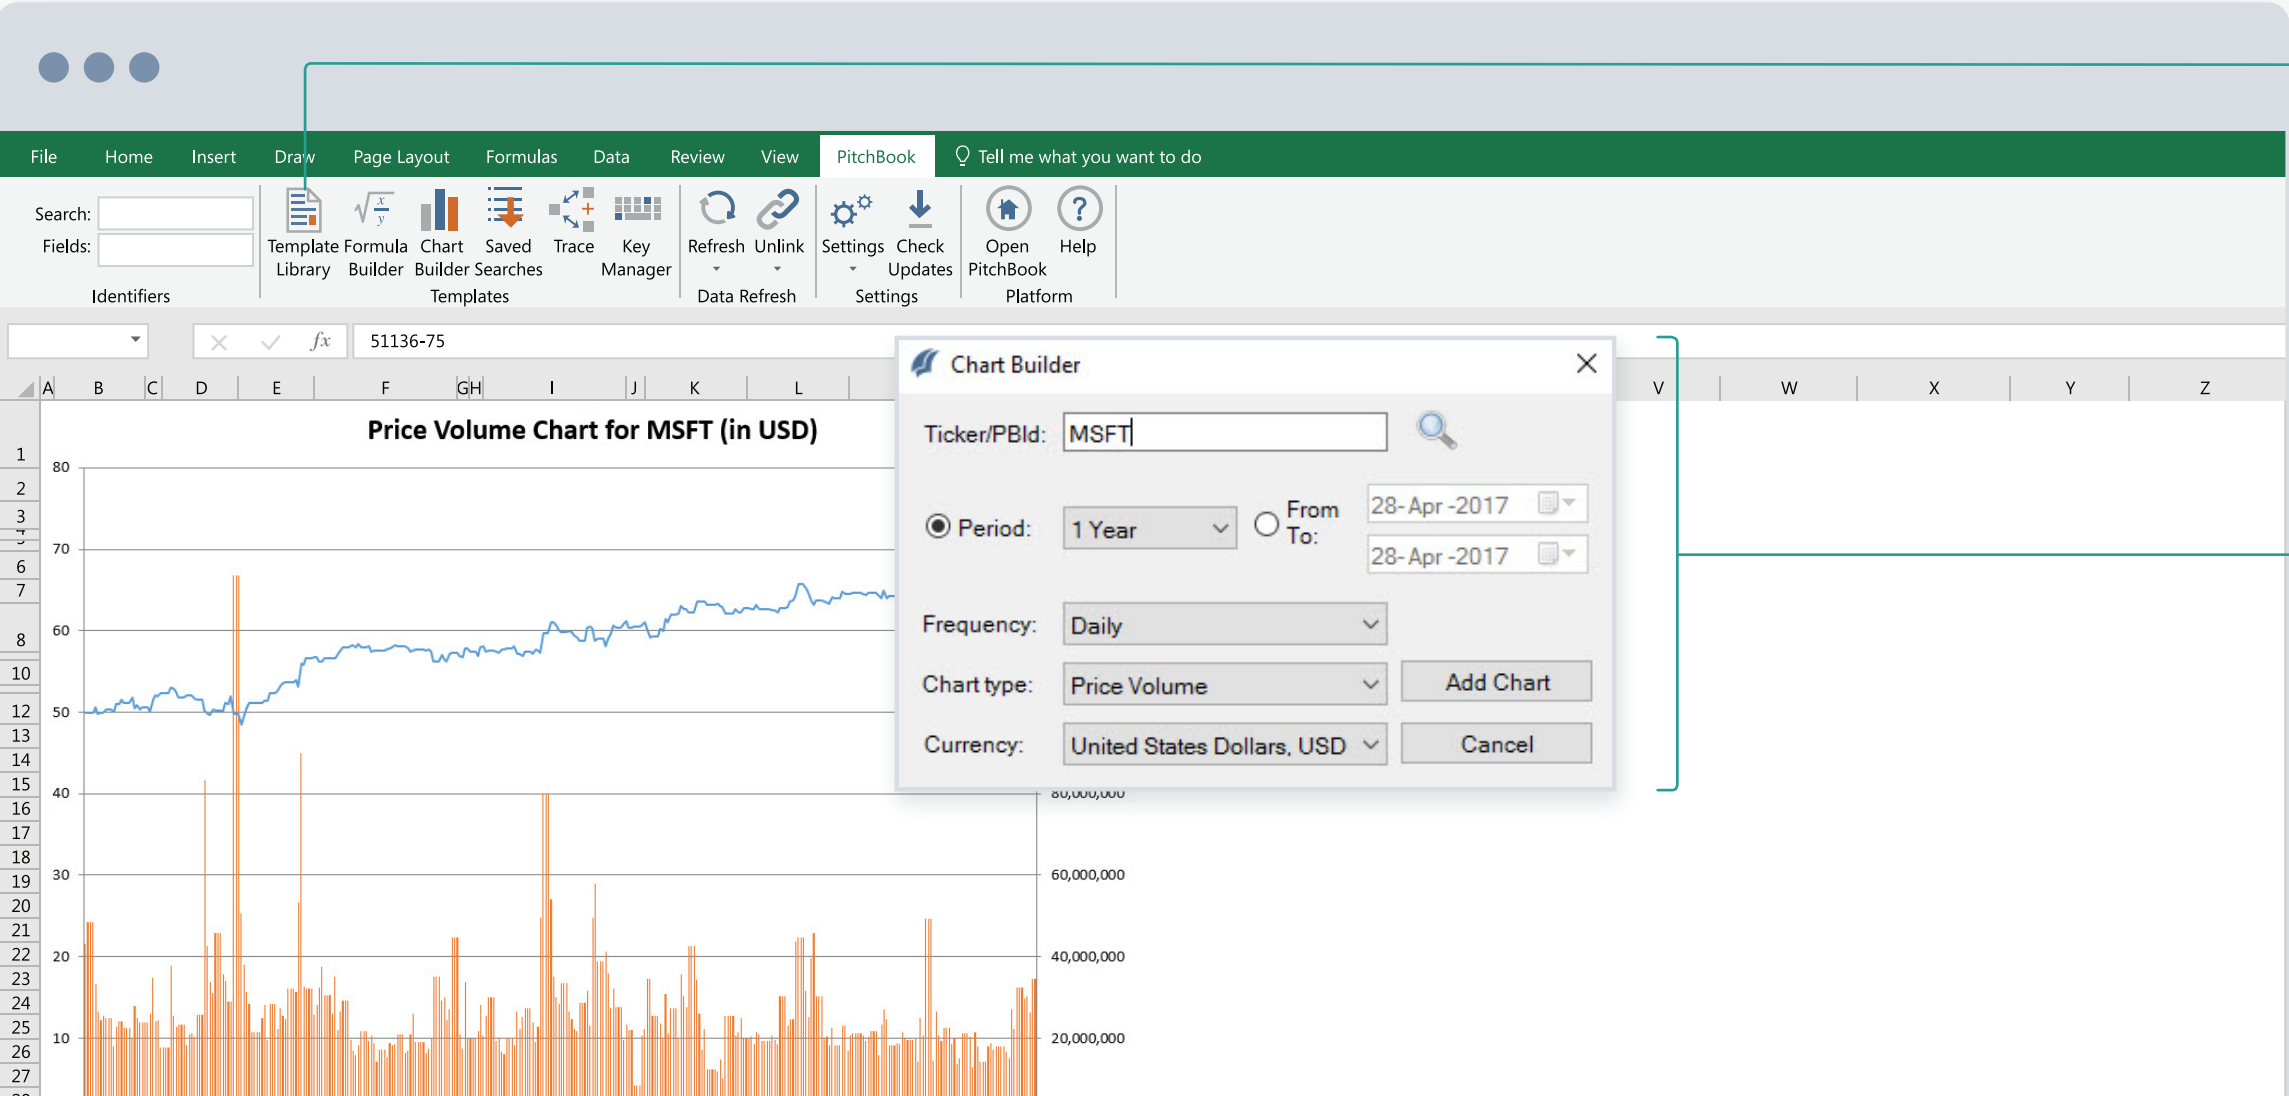 File Home Insert Draw Page Layout Formulas Data Review View PitchBook Tell me what you want to do
Search:
Fields:
Identifiers
Template Library
Formula Builder
Chart Builder
Saved Searches
Trace
Key Manager
Templates
Refresh
Unlink
Data Refresh
Settings
Check Updates
Settings
Open PitchBook
Help
Platform
fx 51136-75
A B C D E F G H I J K L V W X Y Z
Price Volume Chart for MSFT (in USD)
1
2
3
6
7
8
10
12
13
14
15
16
17
18
19
20
21
22
23
24
25
26
27
80
70
60
50
40
30
20
10
80,000,000
60,000,000
40,000,000
20,000,000
Chart Builder
Ticker/PBId: MSFT
Period: 1 Year
From 28-Apr-2017
To: 28-Apr-2017
Frequency: Daily
Chart type: Price Volume
Add Chart
Currency: United States Dollars, USD
Cancel